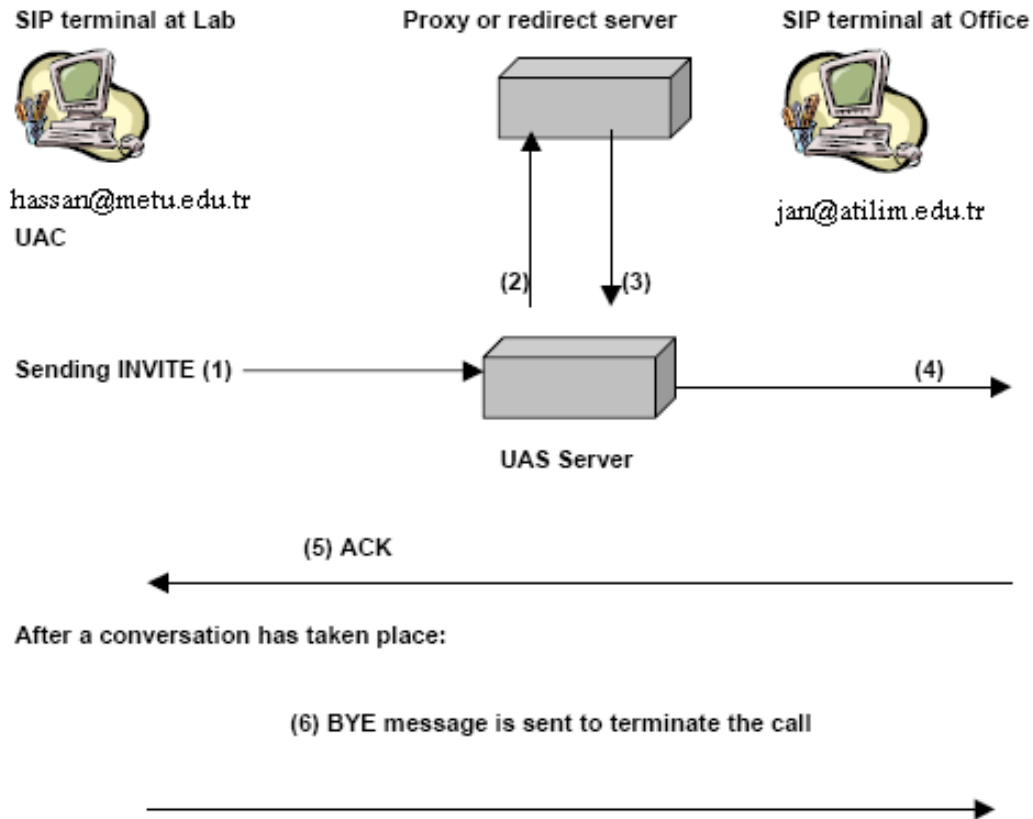 SIP terminal at Lab
Proxy or redirect server
SIP terminal at Office
hassan@metu.edu.tr
jan@atilim.edu.tr
UAC
(2)
(3)
Sending INVITE (1)
(4)
UAS Server
(5) ACK
After a conversation has taken place:
(6) BYE message is sent to terminate the call